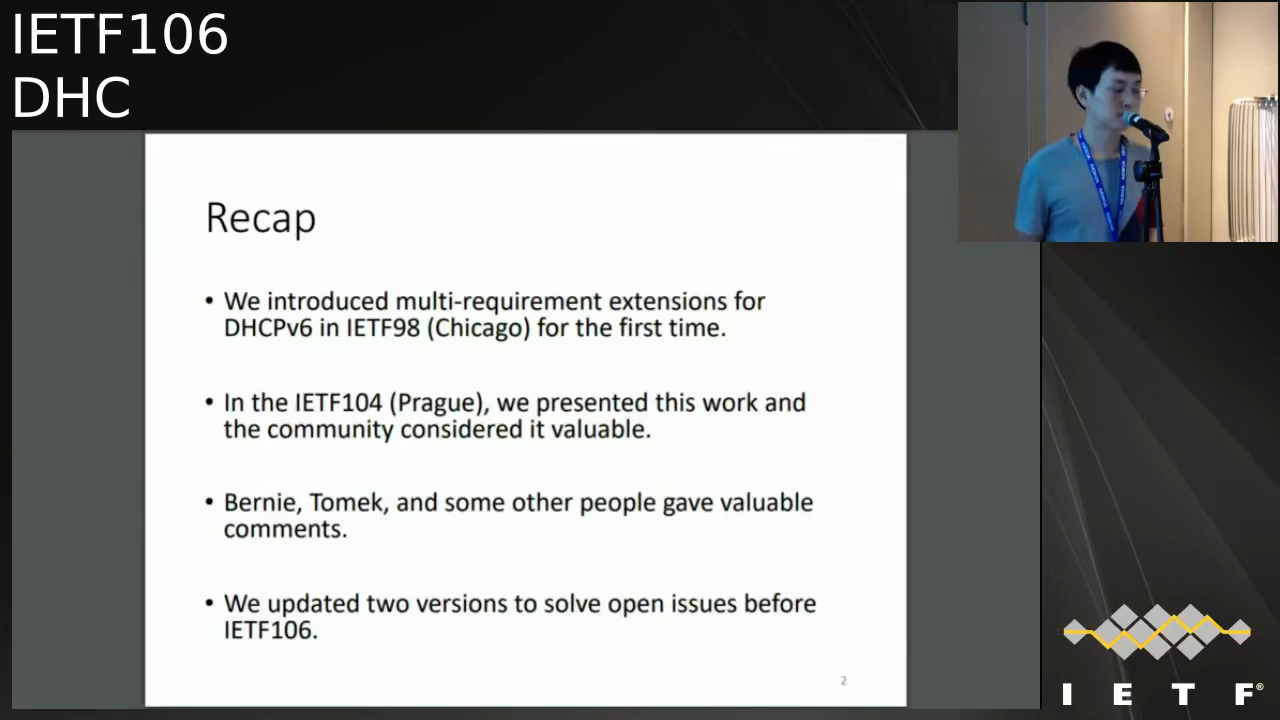 IETF106
DHC
Recap
• We introduced multi-requirement extensions for
DHCPv6 in IETF98 (Chicago) for the first time.
• In the IETF104 (Prague), we presented this work and
the community considered it valuable.
• Bernie, Tomek, and some other people gave valuable
comments.
• We updated two versions to solve open issues before
IETF106.
2
I E T F®